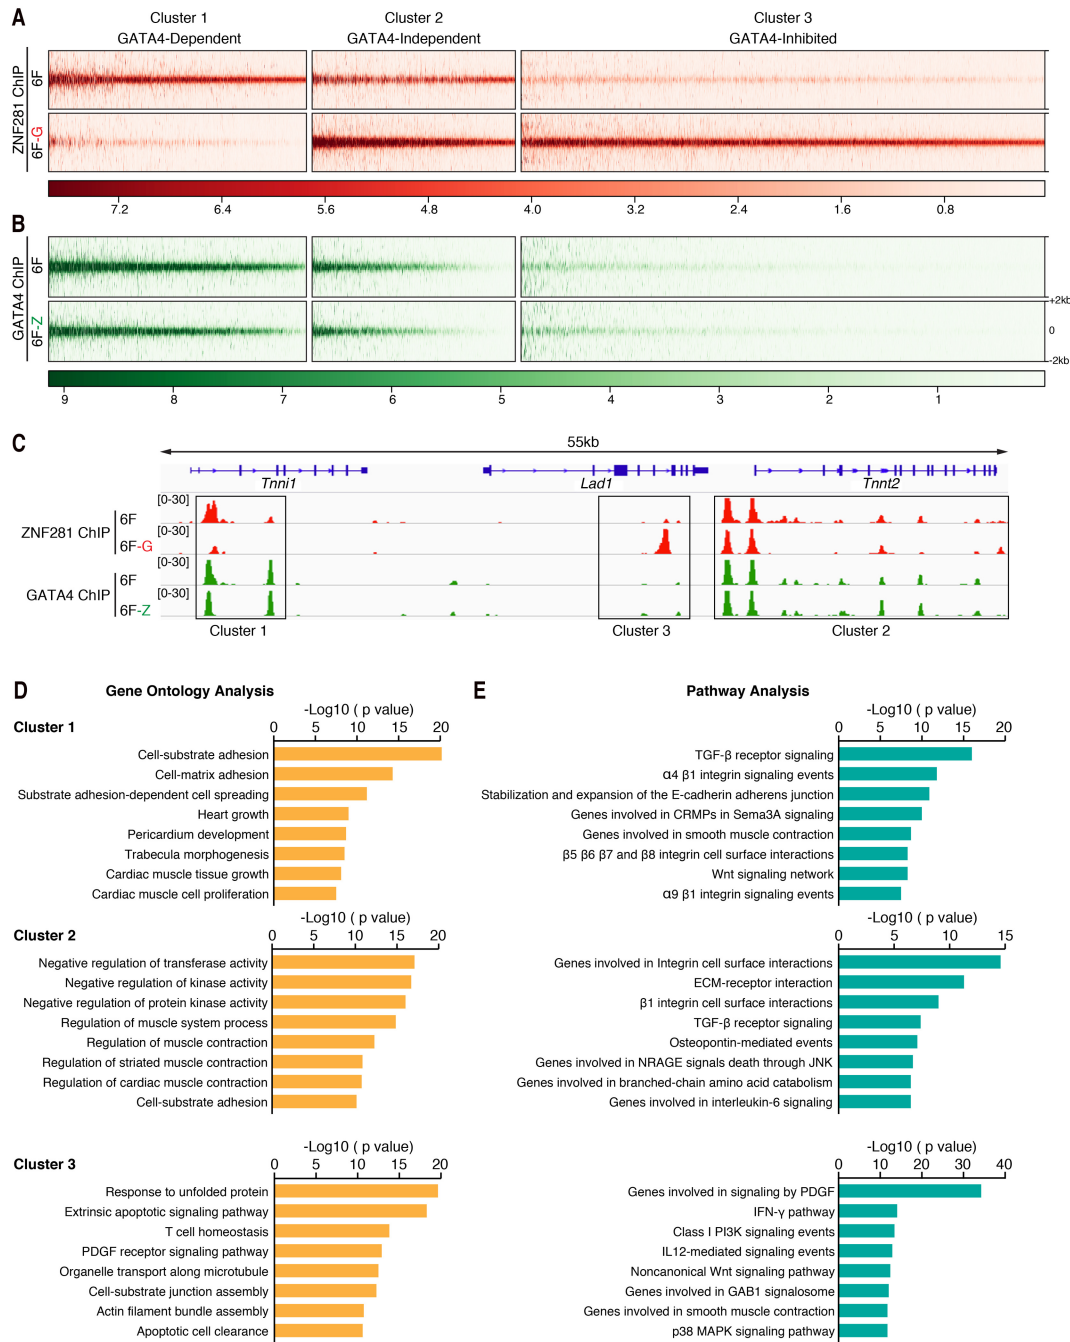 A
Cluster 1
GATA4-Dependent
Cluster 2
GATA4-Independent
Cluster 3
GATA4-Inhibited
ZNF281 ChIP
6F
6F-G
7.2 6.4 5.6 4.8 4.0 3.2 2.4 1.6 0.8
B
GATA4 ChIP
6F
6F-Z
+2kb
0
-2kb
9 8 7 6 5 4 3 2 1
C
55kb
Tnni1 Lad1 Tnnt2
ZNF281 ChIP
[0-30]
6F
[0-30]
6F-G
GATA4 ChIP
[0-30]
6F
[0-30]
6F-Z
Cluster 1 Cluster 3 Cluster 2
D Gene Ontology Analysis
Cluster 1
-Log10 ( p value)
0 5 10 15 20
Cell-substrate adhesion
Cell-matrix adhesion
Substrate adhesion-dependent cell spreading
Heart growth
Pericardium development
Trabecula morphogenesis
Cardiac muscle tissue growth
Cardiac muscle cell proliferation
Cluster 2
-Log10 ( p value)
0 5 10 15 20
Negative regulation of transferase activity
Negative regulation of kinase activity
Negative regulation of protein kinase activity
Regulation of muscle system process
Regulation of muscle contraction
Regulation of striated muscle contraction
Regulation of cardiac muscle contraction
Cell-substrate adhesion
Cluster 3
-Log10 ( p value)
0 5 10 15 20
Response to unfolded protein
Extrinsic apoptotic signaling pathway
T cell homeostasis
PDGF receptor signaling pathway
Organelle transport along microtubule
Cell-substrate junction assembly
Actin filament bundle assembly
Apoptotic cell clearance
E Pathway Analysis
-Log10 ( p value)
0 5 10 15 20
TGF-β receptor signaling
α4 β1 integrin signaling events
Stabilization and expansion of the E-cadherin adherens junction
Genes involved in CRMPs in Sema3A signaling
Genes involved in smooth muscle contraction
β5 β6 β7 and β8 integrin cell surface interactions
Wnt signaling network
α9 β1 integrin signaling events
-Log10 ( p value)
0 5 10 15
Genes involved in Integrin cell surface interactions
ECM-receptor interaction
β1 integrin cell surface interactions
TGF-β receptor signaling
Osteopontin-mediated events
Genes involved in NRAGE signals death through JNK
Genes involved in branched-chain amino acid catabolism
Genes involved in interleukin-6 signaling
-Log10 ( p value)
0 10 20 30 40
Genes involved in signaling by PDGF
IFN-γ pathway
Class I PI3K signaling events
IL12-mediated signaling events
Noncanonical Wnt signaling pathway
Genes involved in GAB1 signalosome
Genes involved in smooth muscle contraction
p38 MAPK signaling pathway